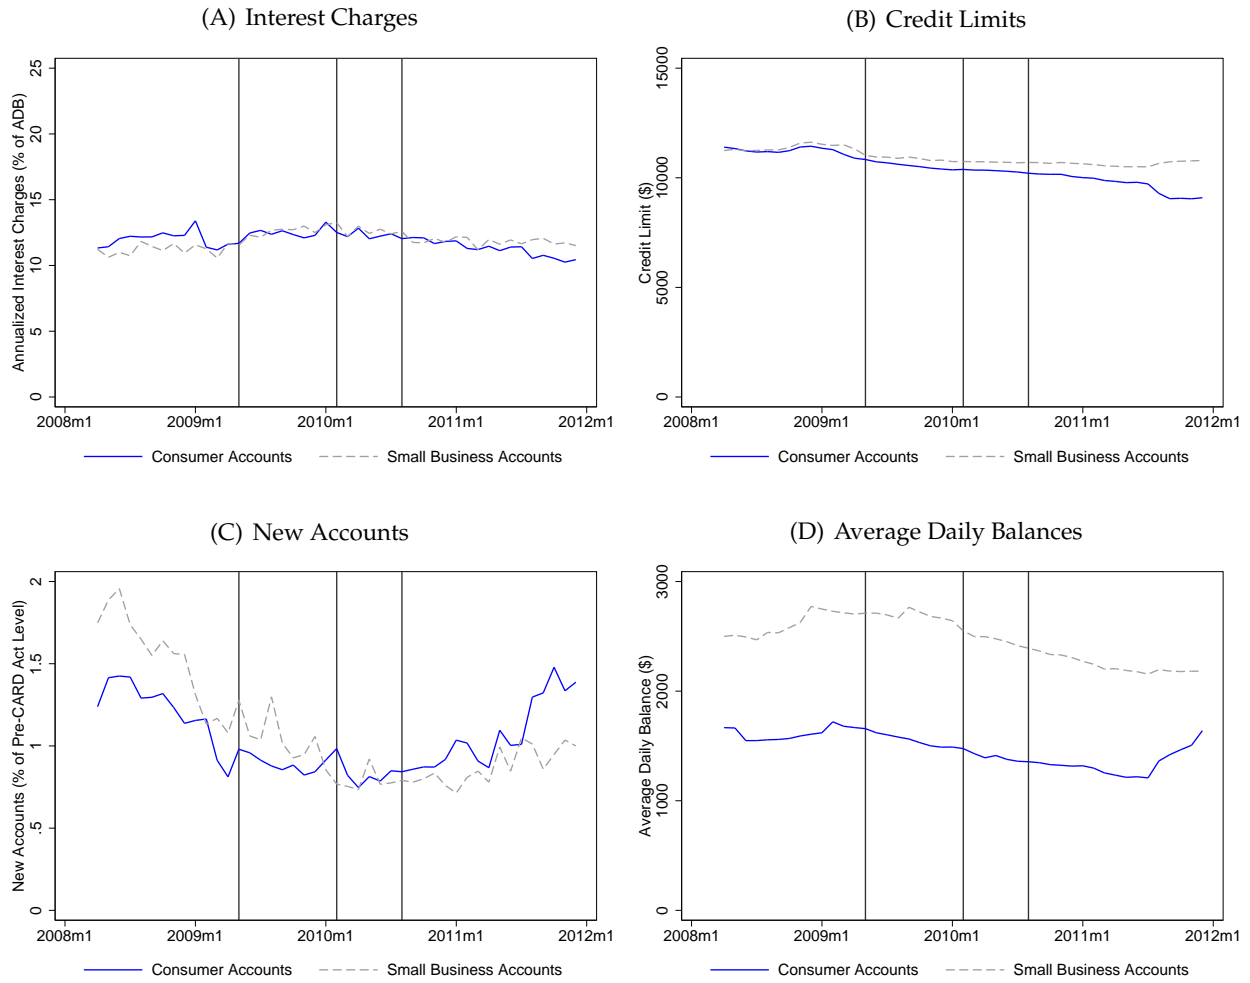 (A) Interest Charges
Annualized Interest Charges (% of ADB)
25
20
15
10
5
0
2008m1 2009m1 2010m1 2011m1 2012m1
Consumer Accounts Small Business Accounts
(B) Credit Limits
Credit Limit ($)
15000
10000
5000
0
2008m1 2009m1 2010m1 2011m1 2012m1
Consumer Accounts Small Business Accounts
(C) New Accounts
New Accounts (% of Pre-CARD Act Level)
2
1.5
1
.5
0
2008m1 2009m1 2010m1 2011m1 2012m1
Consumer Accounts Small Business Accounts
(D) Average Daily Balances
Average Daily Balance ($)
3000
2000
1000
0
2008m1 2009m1 2010m1 2011m1 2012m1
Consumer Accounts Small Business Accounts